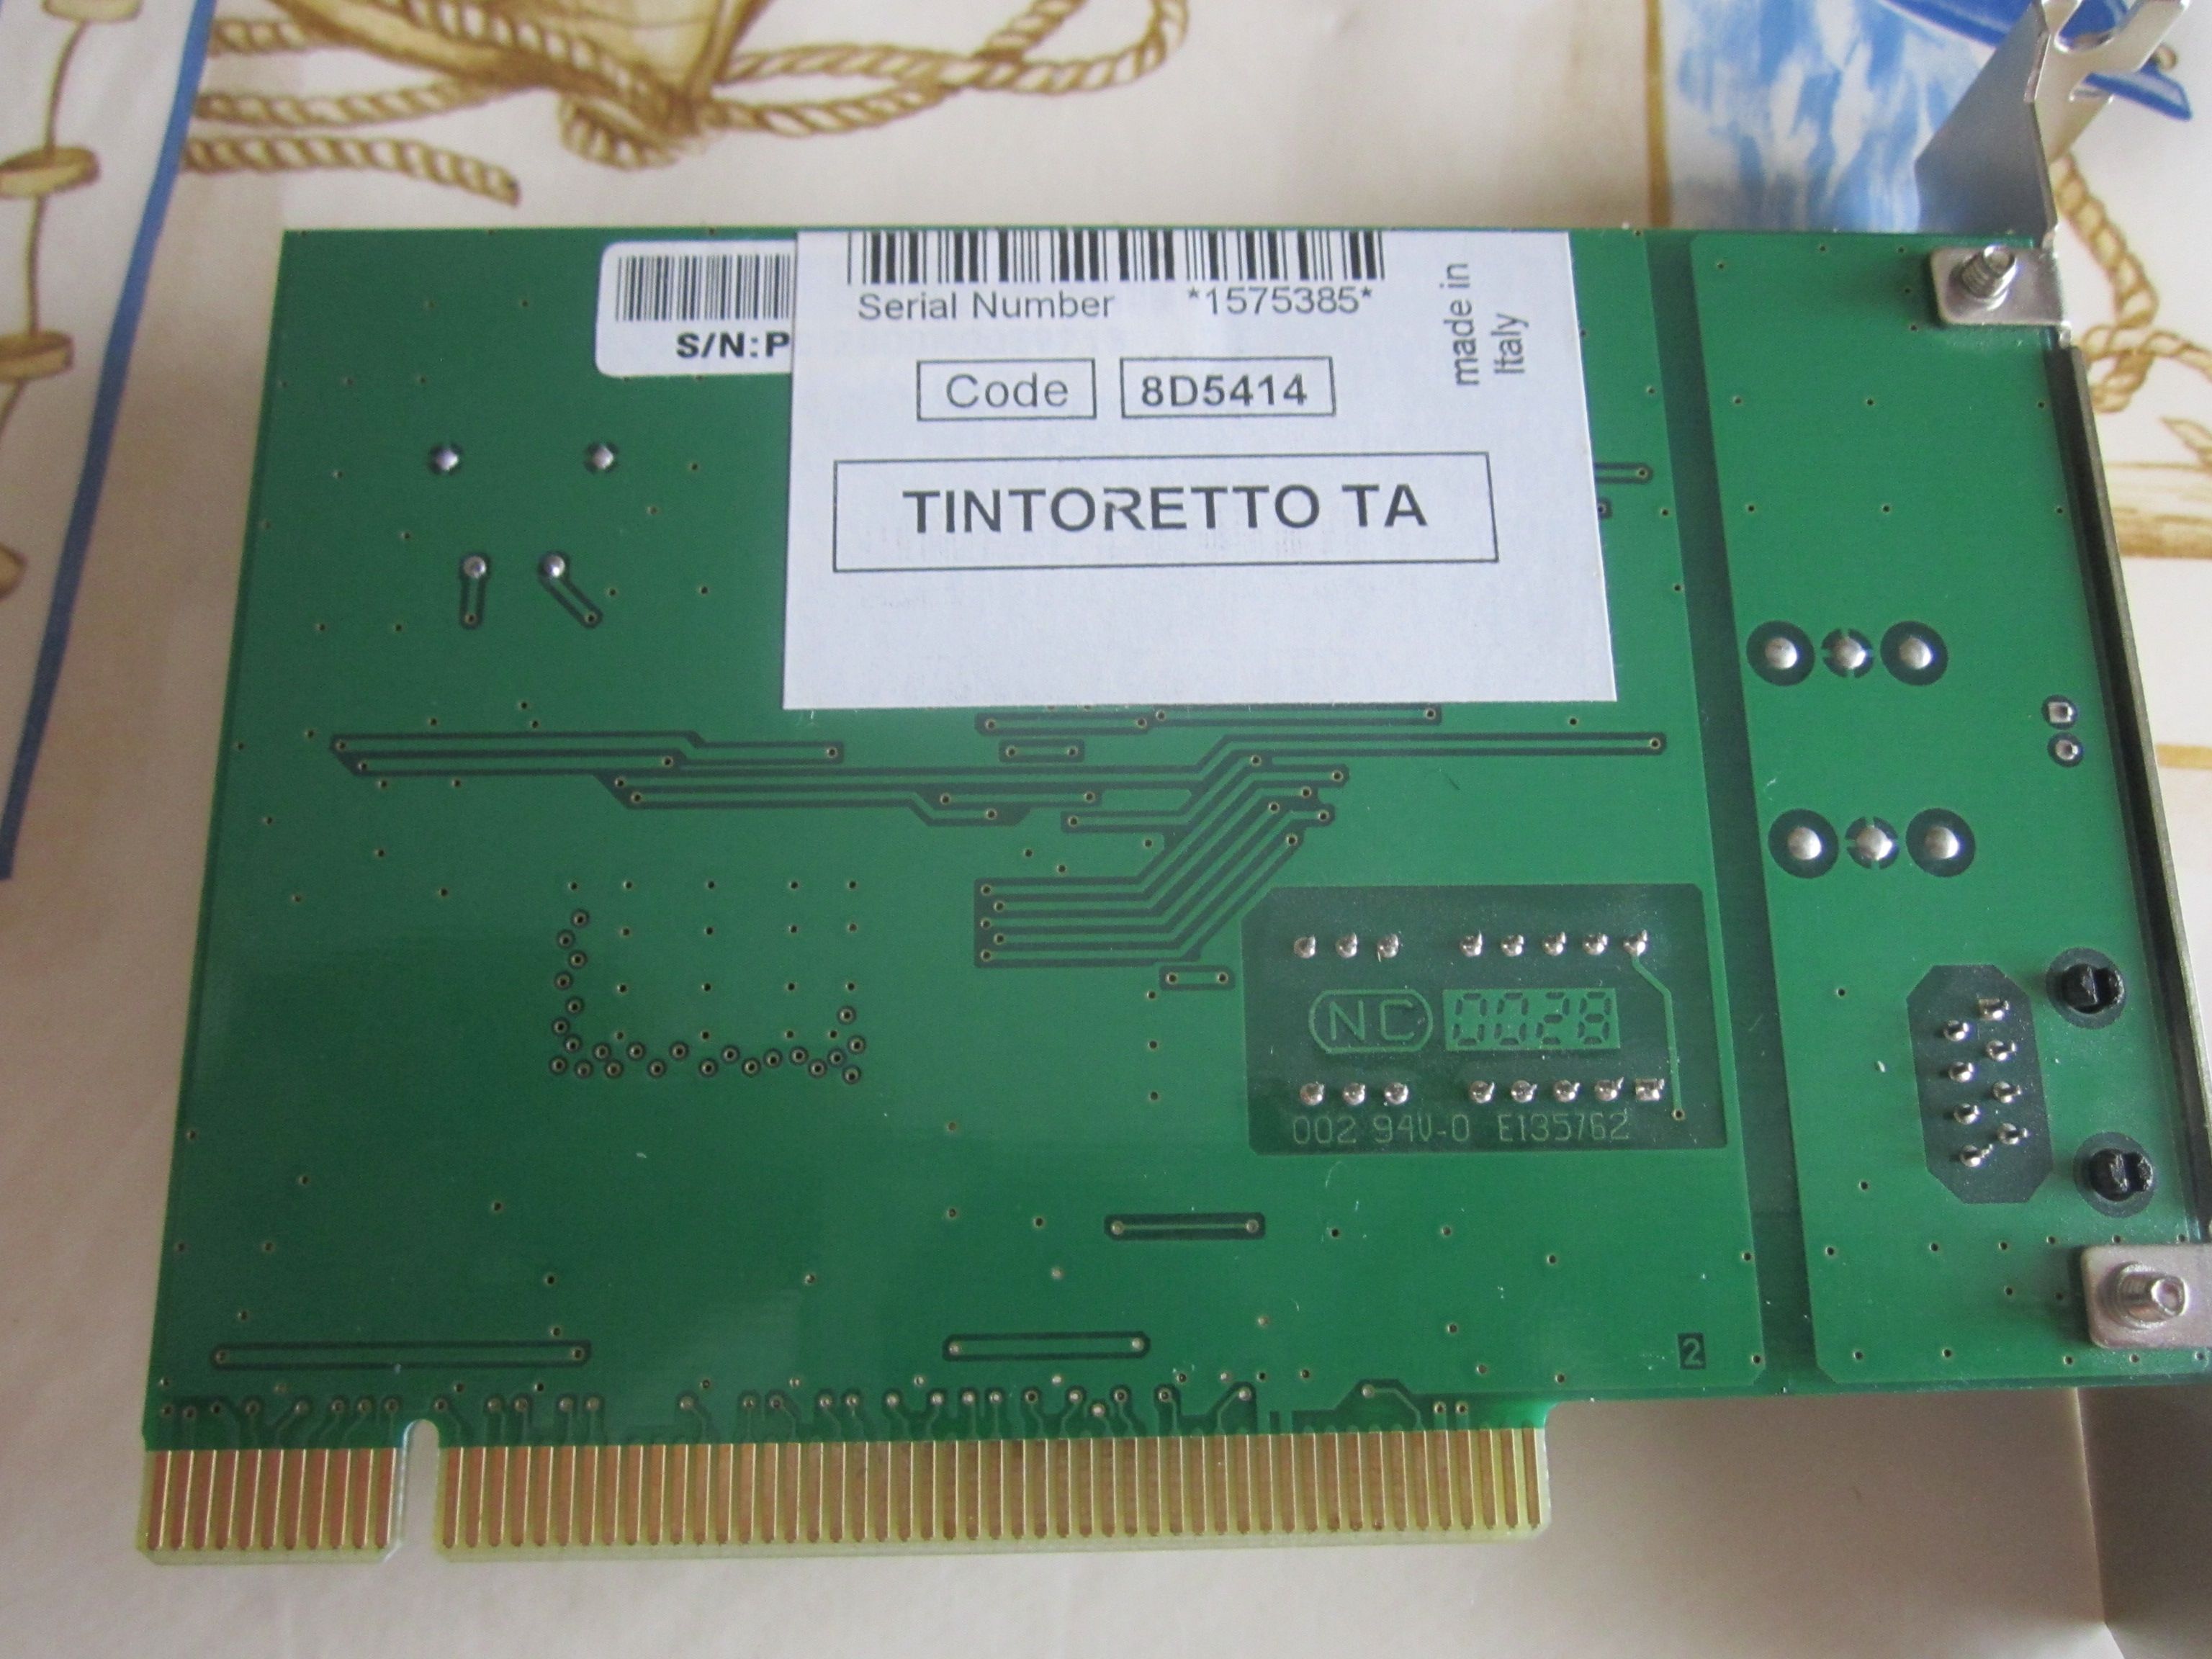 Serial Number *1575385*
made in
Italy
S/N:P
Code 8D5414
TINTORETTO TA
NC 0028
002 94V-0 E135762
2